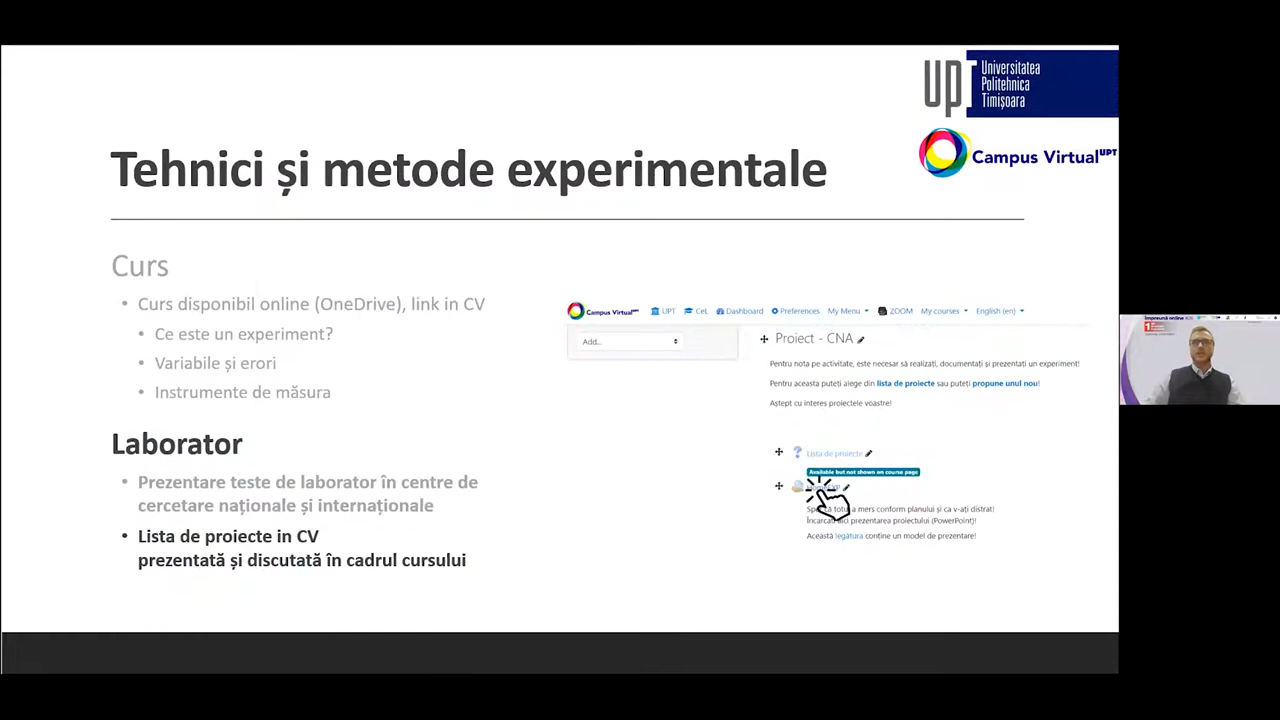 Universitatea
Politehnica
Timișoara
UPT
Campus Virtual UPT
Tehnici și metode experimentale
Curs
• Curs disponibil online (OneDrive), link in CV
• Ce este un experiment?
• Variabile și erori
• Instrumente de măsura
Laborator
• Prezentare teste de laborator în centre de
cercetare naționale și internaționale
• Lista de proiecte in CV
prezentată și discutată în cadrul cursului
Campus Virtual UPT UPT CeL Dashboard Preferences My Menu ZOOM My courses English (en)
Add...
Proiect - CNA
Pentru nota pe activitate, este necesar să realizați, documentați și prezentați un experiment!
Pentru aceasta puteți alege din lista de proiecte sau puteți propune unul nou!
Aștept cu interes proiectele voastre!
Lista de proiecte
Available but not shown on course page
totul a mers conform planului și ca v-ați distrat!
Încarcați aici prezentarea proiectului (PowerPoint)!
Această legătura conține un model de prezentare!